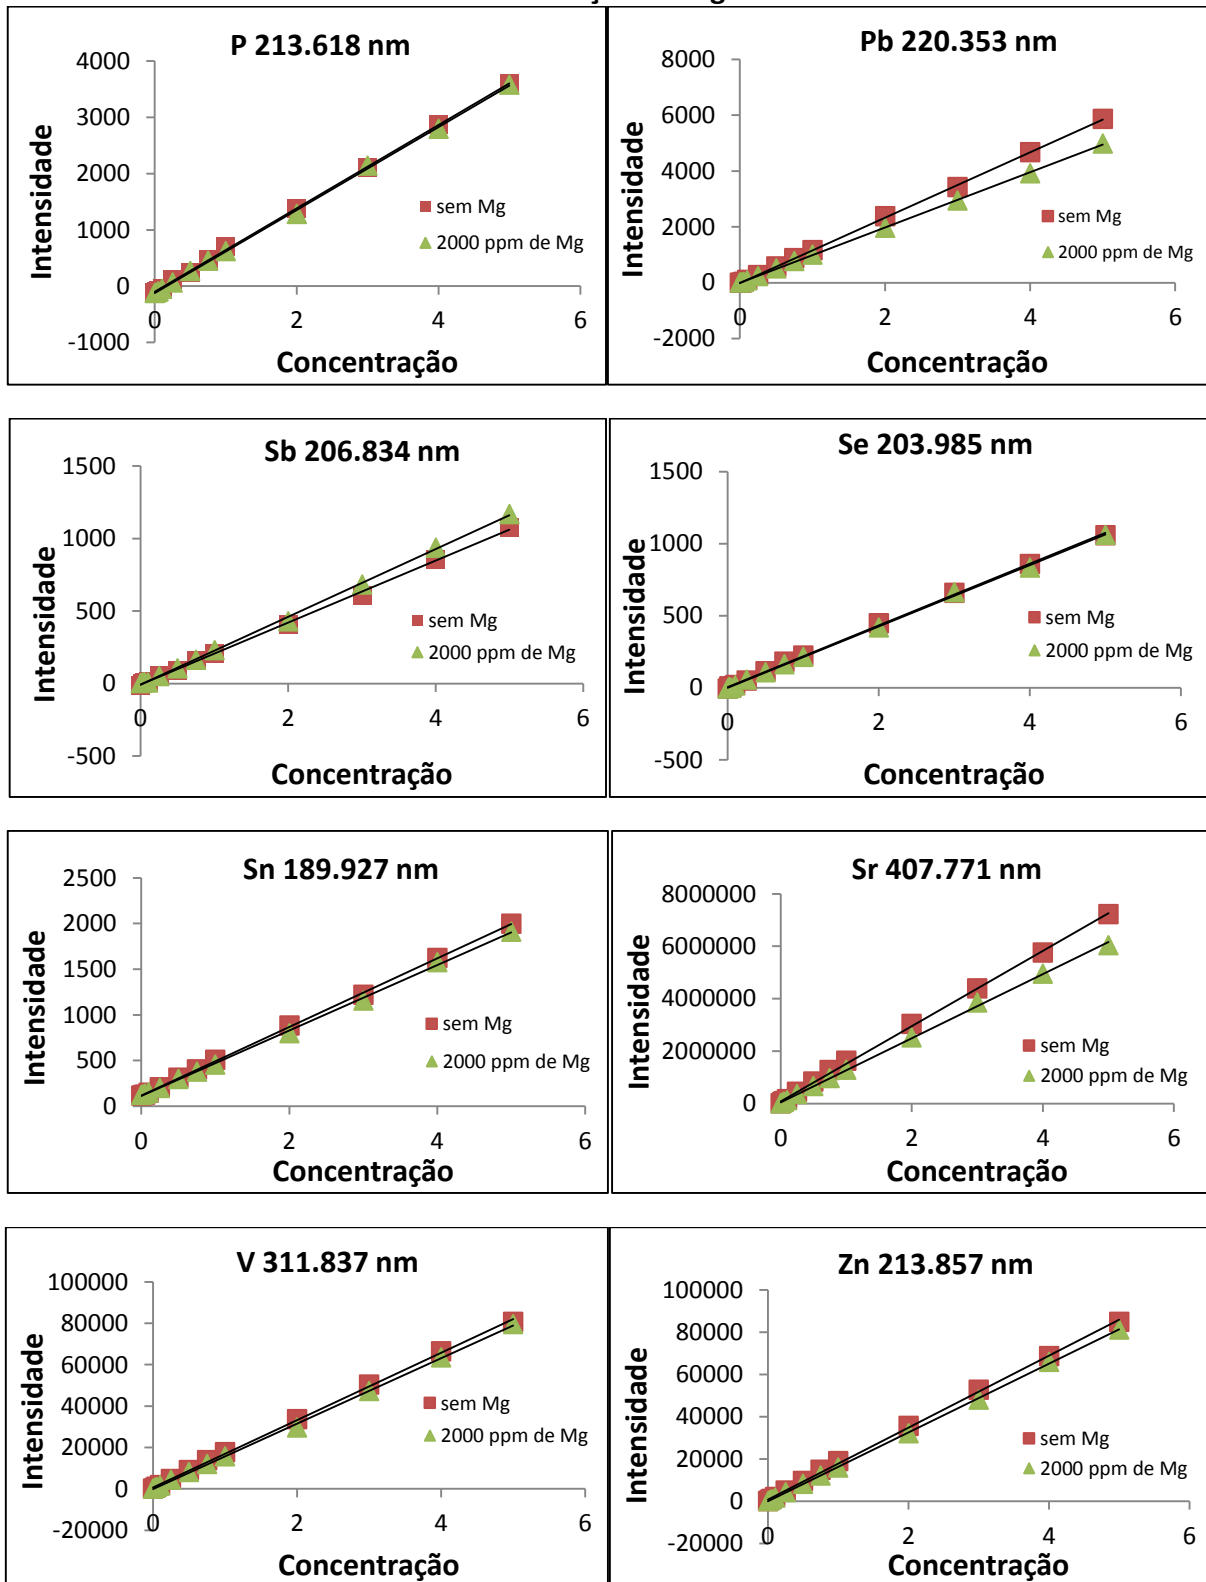 P 213.618 nm
4000
3000
2000
1000
0
-1000
0
2
4
6
Intensidade
Concentração
sem Mg
2000 ppm de Mg
Pb 220.353 nm
8000
6000
4000
2000
0
-2000
0
2
4
6
Intensidade
Concentração
sem Mg
2000 ppm de Mg
Sb 206.834 nm
1500
1000
500
0
-500
0
2
4
6
Intensidade
Concentração
sem Mg
2000 ppm de Mg
Se 203.985 nm
1500
1000
500
0
-500
0
2
4
6
Intensidade
Concentração
sem Mg
2000 ppm de Mg
Sn 189.927 nm
2500
2000
1500
1000
500
0
0
2
4
6
Intensidade
Concentração
sem Mg
2000 ppm de Mg
Sr 407.771 nm
8000000
6000000
4000000
2000000
0
0
2
4
6
Intensidade
Concentração
sem Mg
2000 ppm de Mg
V 311.837 nm
100000
80000
60000
40000
20000
0
-20000
0
2
4
6
Intensidade
Concentração
sem Mg
2000 ppm de Mg
Zn 213.857 nm
100000
80000
60000
40000
20000
0
-20000
0
2
4
6
Intensidade
Concentração
sem Mg
2000 ppm de Mg